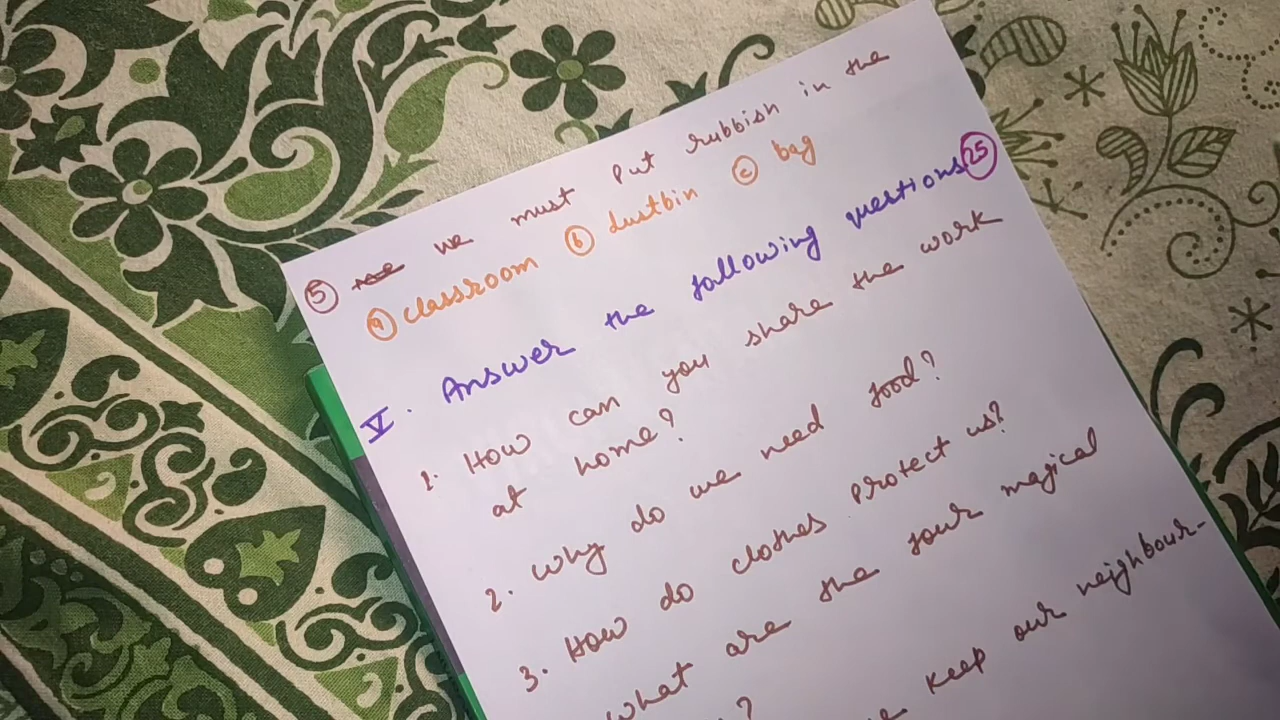 5 we must put rubbish in the
a classroom b dustbin c bag
V. Answer the following questions 25
1. How can you share the work
at home?
2. Why do we need food?
3. How do clothes protect us?
What are the four magical
?
keep our neighbour-